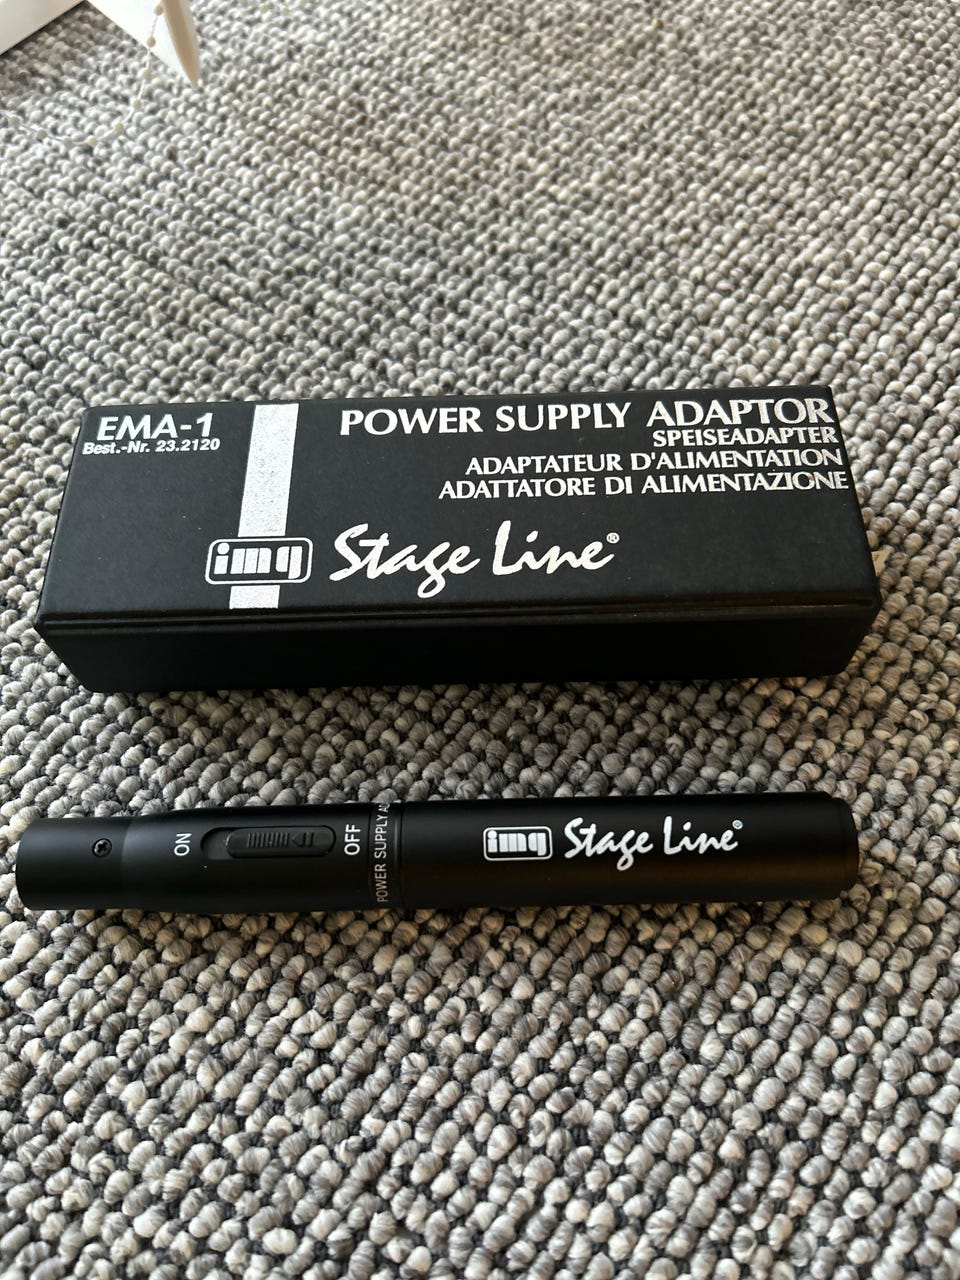 EMA-1
Best.-Nr. 23.2120
POWER SUPPLY ADAPTOR
SPEISEADAPTER
ADAPTATEUR D'ALIMENTATION
ADATTATORE DI ALIMENTAZIONE
img Stage Line®
ON
OFF
POWER SUPPLY
img Stage Line®